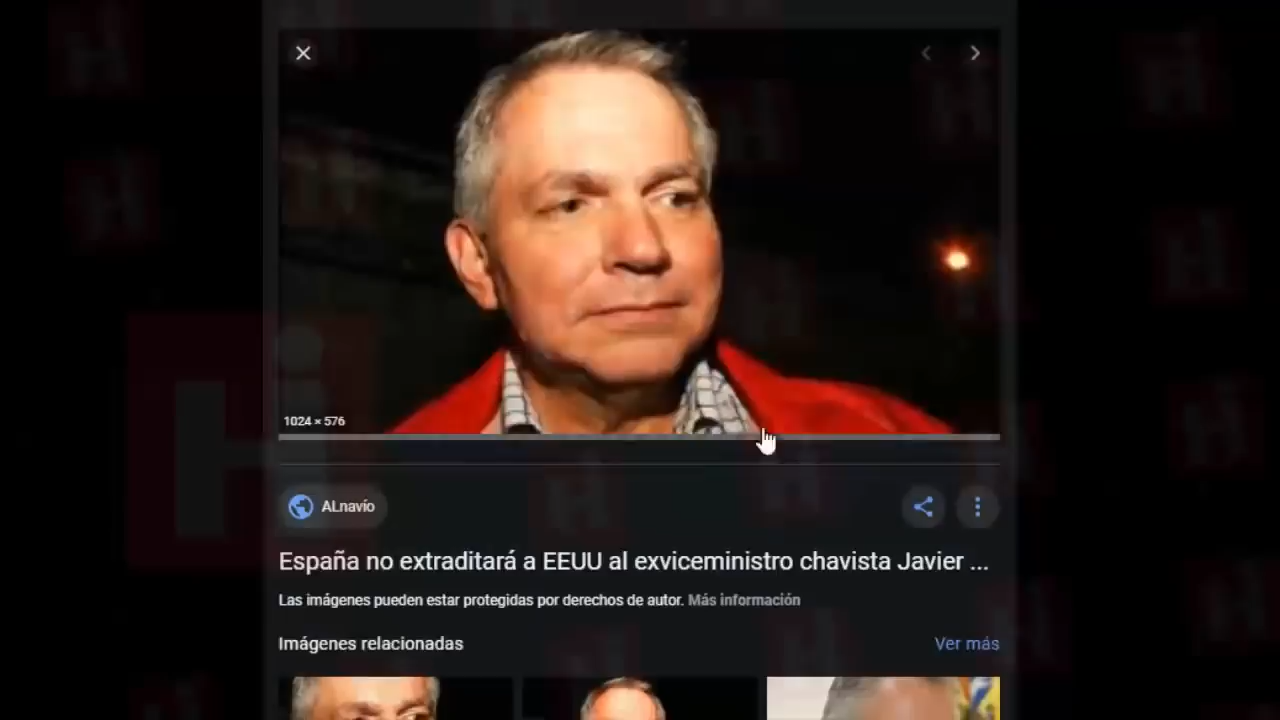 1024 × 576
ALnavío
España no extraditará a EEUU al exviceministro chavista Javier ...
Las imágenes pueden estar protegidas por derechos de autor. Más información
Imágenes relacionadas
Ver más